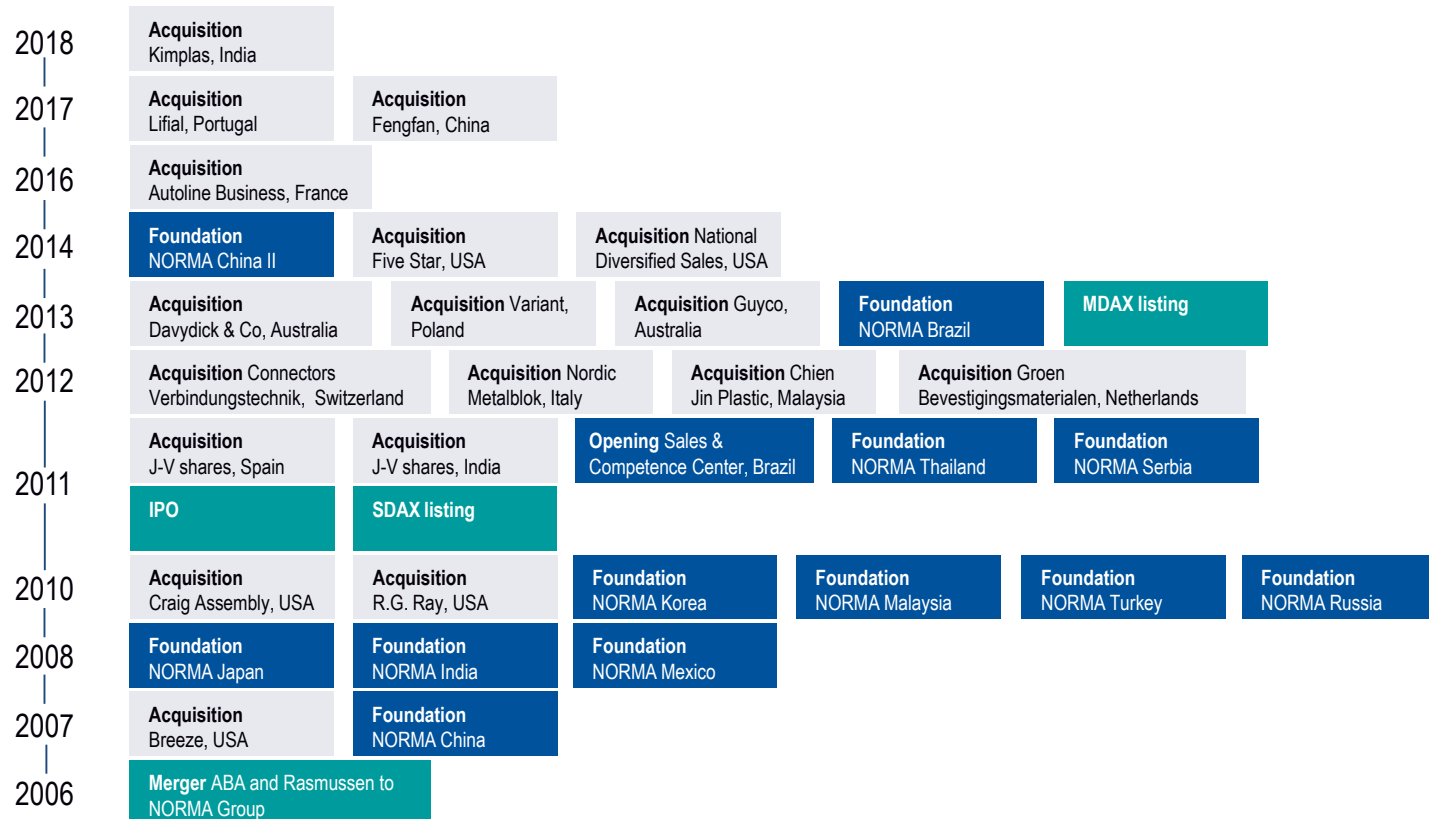 2018
Acquisition
Kimplas, India
2017
Acquisition
Lifial, Portugal
Acquisition
Fengfan, China
2016
Acquisition
Autoline Business, France
2014
Foundation
NORMA China II
Acquisition
Five Star, USA
Acquisition National
Diversified Sales, USA
2013
Acquisition
Davydick & Co, Australia
Acquisition Variant,
Poland
Acquisition Guyco,
Australia
Foundation
NORMA Brazil
MDAX listing
2012
Acquisition Connectors
Verbindungstechnik, Switzerland
Acquisition Nordic
Metalblok, Italy
Acquisition Chien
Jin Plastic, Malaysia
Acquisition Groen
Bevestigingsmaterialen, Netherlands
2011
Acquisition
J-V shares, Spain
Acquisition
J-V shares, India
Opening Sales &
Competence Center, Brazil
Foundation
NORMA Thailand
Foundation
NORMA Serbia
IPO
SDAX listing
2010
Acquisition
Craig Assembly, USA
Acquisition
R.G. Ray, USA
Foundation
NORMA Korea
Foundation
NORMA Malaysia
Foundation
NORMA Turkey
Foundation
NORMA Russia
2008
Foundation
NORMA Japan
Foundation
NORMA India
Foundation
NORMA Mexico
2007
Acquisition
Breeze, USA
Foundation
NORMA China
2006
Merger ABA and Rasmussen to
NORMA Group